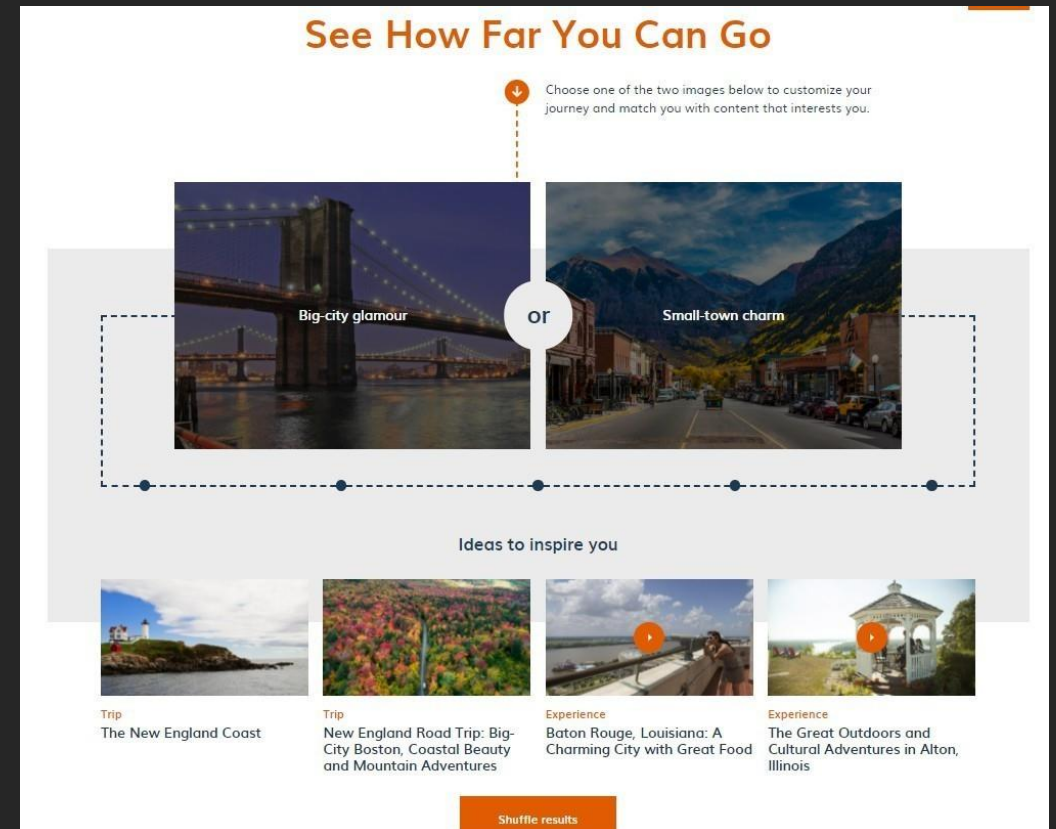 See How Far You Can Go
Choose one of the two images below to customize your
journey and match you with content that interests you.
Big-city glamour
or
Small-town charm
Ideas to inspire you
Trip
The New England Coast
Trip
New England Road Trip: Big-
City Boston, Coastal Beauty
and Mountain Adventures
Experience
Baton Rouge, Louisiana: A
Charming City with Great Food
Experience
The Great Outdoors and
Cultural Adventures in Alton,
Illinois
Shuffle results